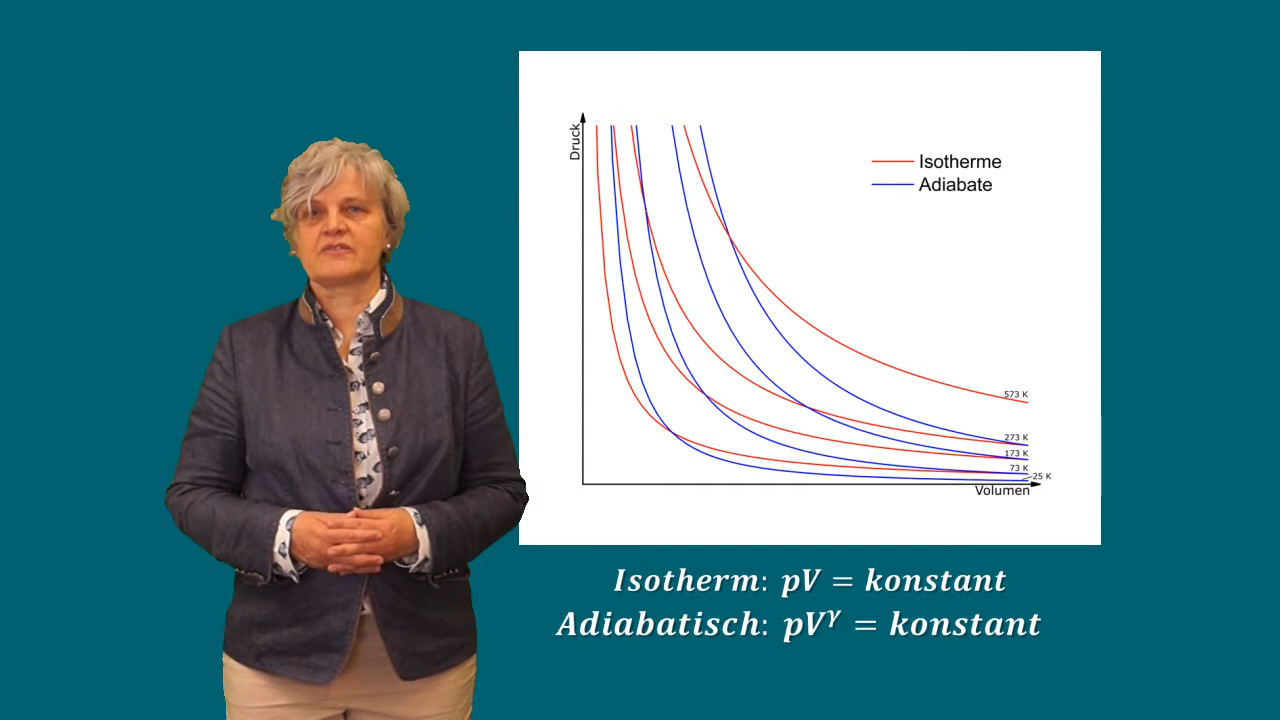 Druck
Isotherme
Adiabate
573 K
273 K
173 K
73 K
25 K
Volumen
Isotherm: pV = konstant
Adiabatisch: pV^γ = konstant